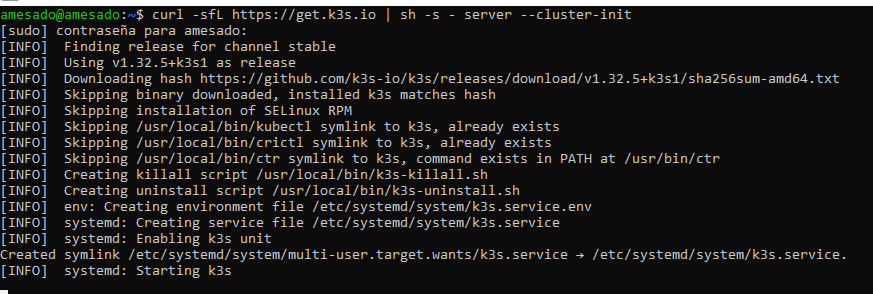 amesado@amesado:~$ curl -sfL https://get.k3s.io | sh -s - server --cluster-init
[sudo] contraseña para amesado:
[INFO]  Finding release for channel stable
[INFO]  Using v1.32.5+k3s1 as release
[INFO]  Downloading hash https://github.com/k3s-io/k3s/releases/download/v1.32.5+k3s1/sha256sum-amd64.txt
[INFO]  Skipping binary downloaded, installed k3s matches hash
[INFO]  Skipping installation of SELinux RPM
[INFO]  Skipping /usr/local/bin/kubectl symlink to k3s, already exists
[INFO]  Skipping /usr/local/bin/crictl symlink to k3s, already exists
[INFO]  Skipping /usr/local/bin/ctr symlink to k3s, command exists in PATH at /usr/bin/ctr
[INFO]  Creating killall script /usr/local/bin/k3s-killall.sh
[INFO]  Creating uninstall script /usr/local/bin/k3s-uninstall.sh
[INFO]  env: Creating environment file /etc/systemd/system/k3s.service.env
[INFO]  systemd: Creating service file /etc/systemd/system/k3s.service
[INFO]  systemd: Enabling k3s unit
Created symlink /etc/systemd/system/multi-user.target.wants/k3s.service → /etc/systemd/system/k3s.service.
[INFO]  systemd: Starting k3s